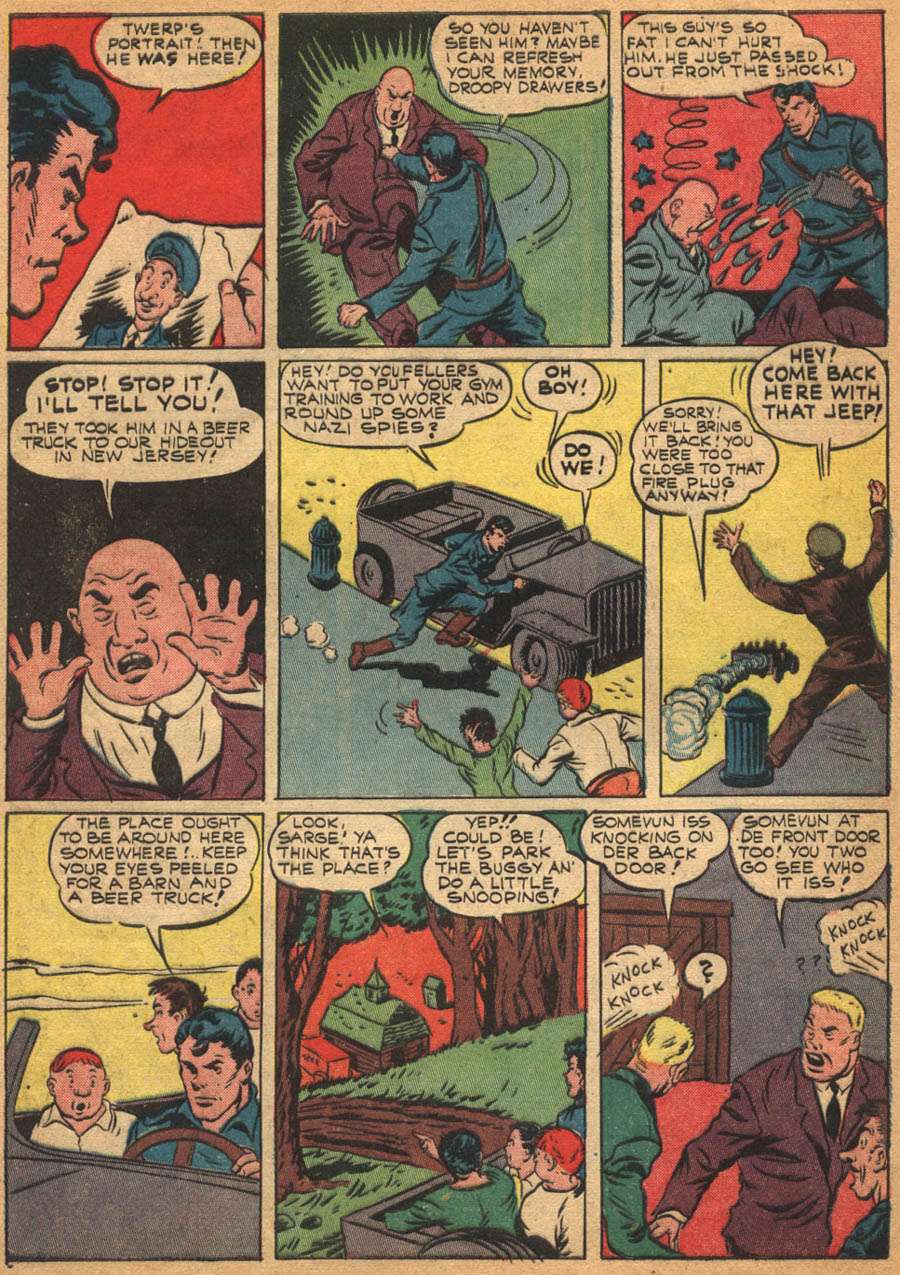 TWERP'S
PORTRAIT! THEN
HE WAS HERE!
SO YOU HAVEN'T
SEEN HIM? MAYBE
I CAN REFRESH
YOUR MEMORY,
DROOPY DRAWERS!
THIS GUY'S SO
FAT I CAN'T HURT
HIM. HE JUST PASSED
OUT FROM THE SHOCK!
STOP! STOP IT!
I'LL TELL YOU!
THEY TOOK HIM IN A BEER
TRUCK TO OUR HIDEOUT
IN NEW JERSEY!
HEY! DO YOU FELLERS
WANT TO PUT YOUR GYM
TRAINING TO WORK AND
ROUND UP SOME
NAZI SPIES?
OH
BOY!
DO
WE!
SORRY!
WE'LL BRING
IT BACK! YOU
WERE TOO
CLOSE TO THAT
FIRE PLUG
ANYWAY!
HEY!
COME BACK
HERE WITH
THAT JEEP!
THE PLACE OUGHT
TO BE AROUND HERE
SOMEWHERE!..KEEP
YOUR EYES PEELED
FOR A BARN AND
A BEER TRUCK!
LOOK,
SARGE! YA
THINK THAT'S
THE PLACE?
YEP!!
COULD BE!
LET'S PARK
THE BUGGY AN'
DO A LITTLE
SNOOPING!
SOMEVUN ISS
KNOCKING ON
DER BACK
DOOR!
SOMEVUN AT
DE FRONT DOOR
TOO! YOU TWO
GO SEE WHO
IT ISS!
KNOCK
KNOCK
?
??
KNOCK
KNOCK